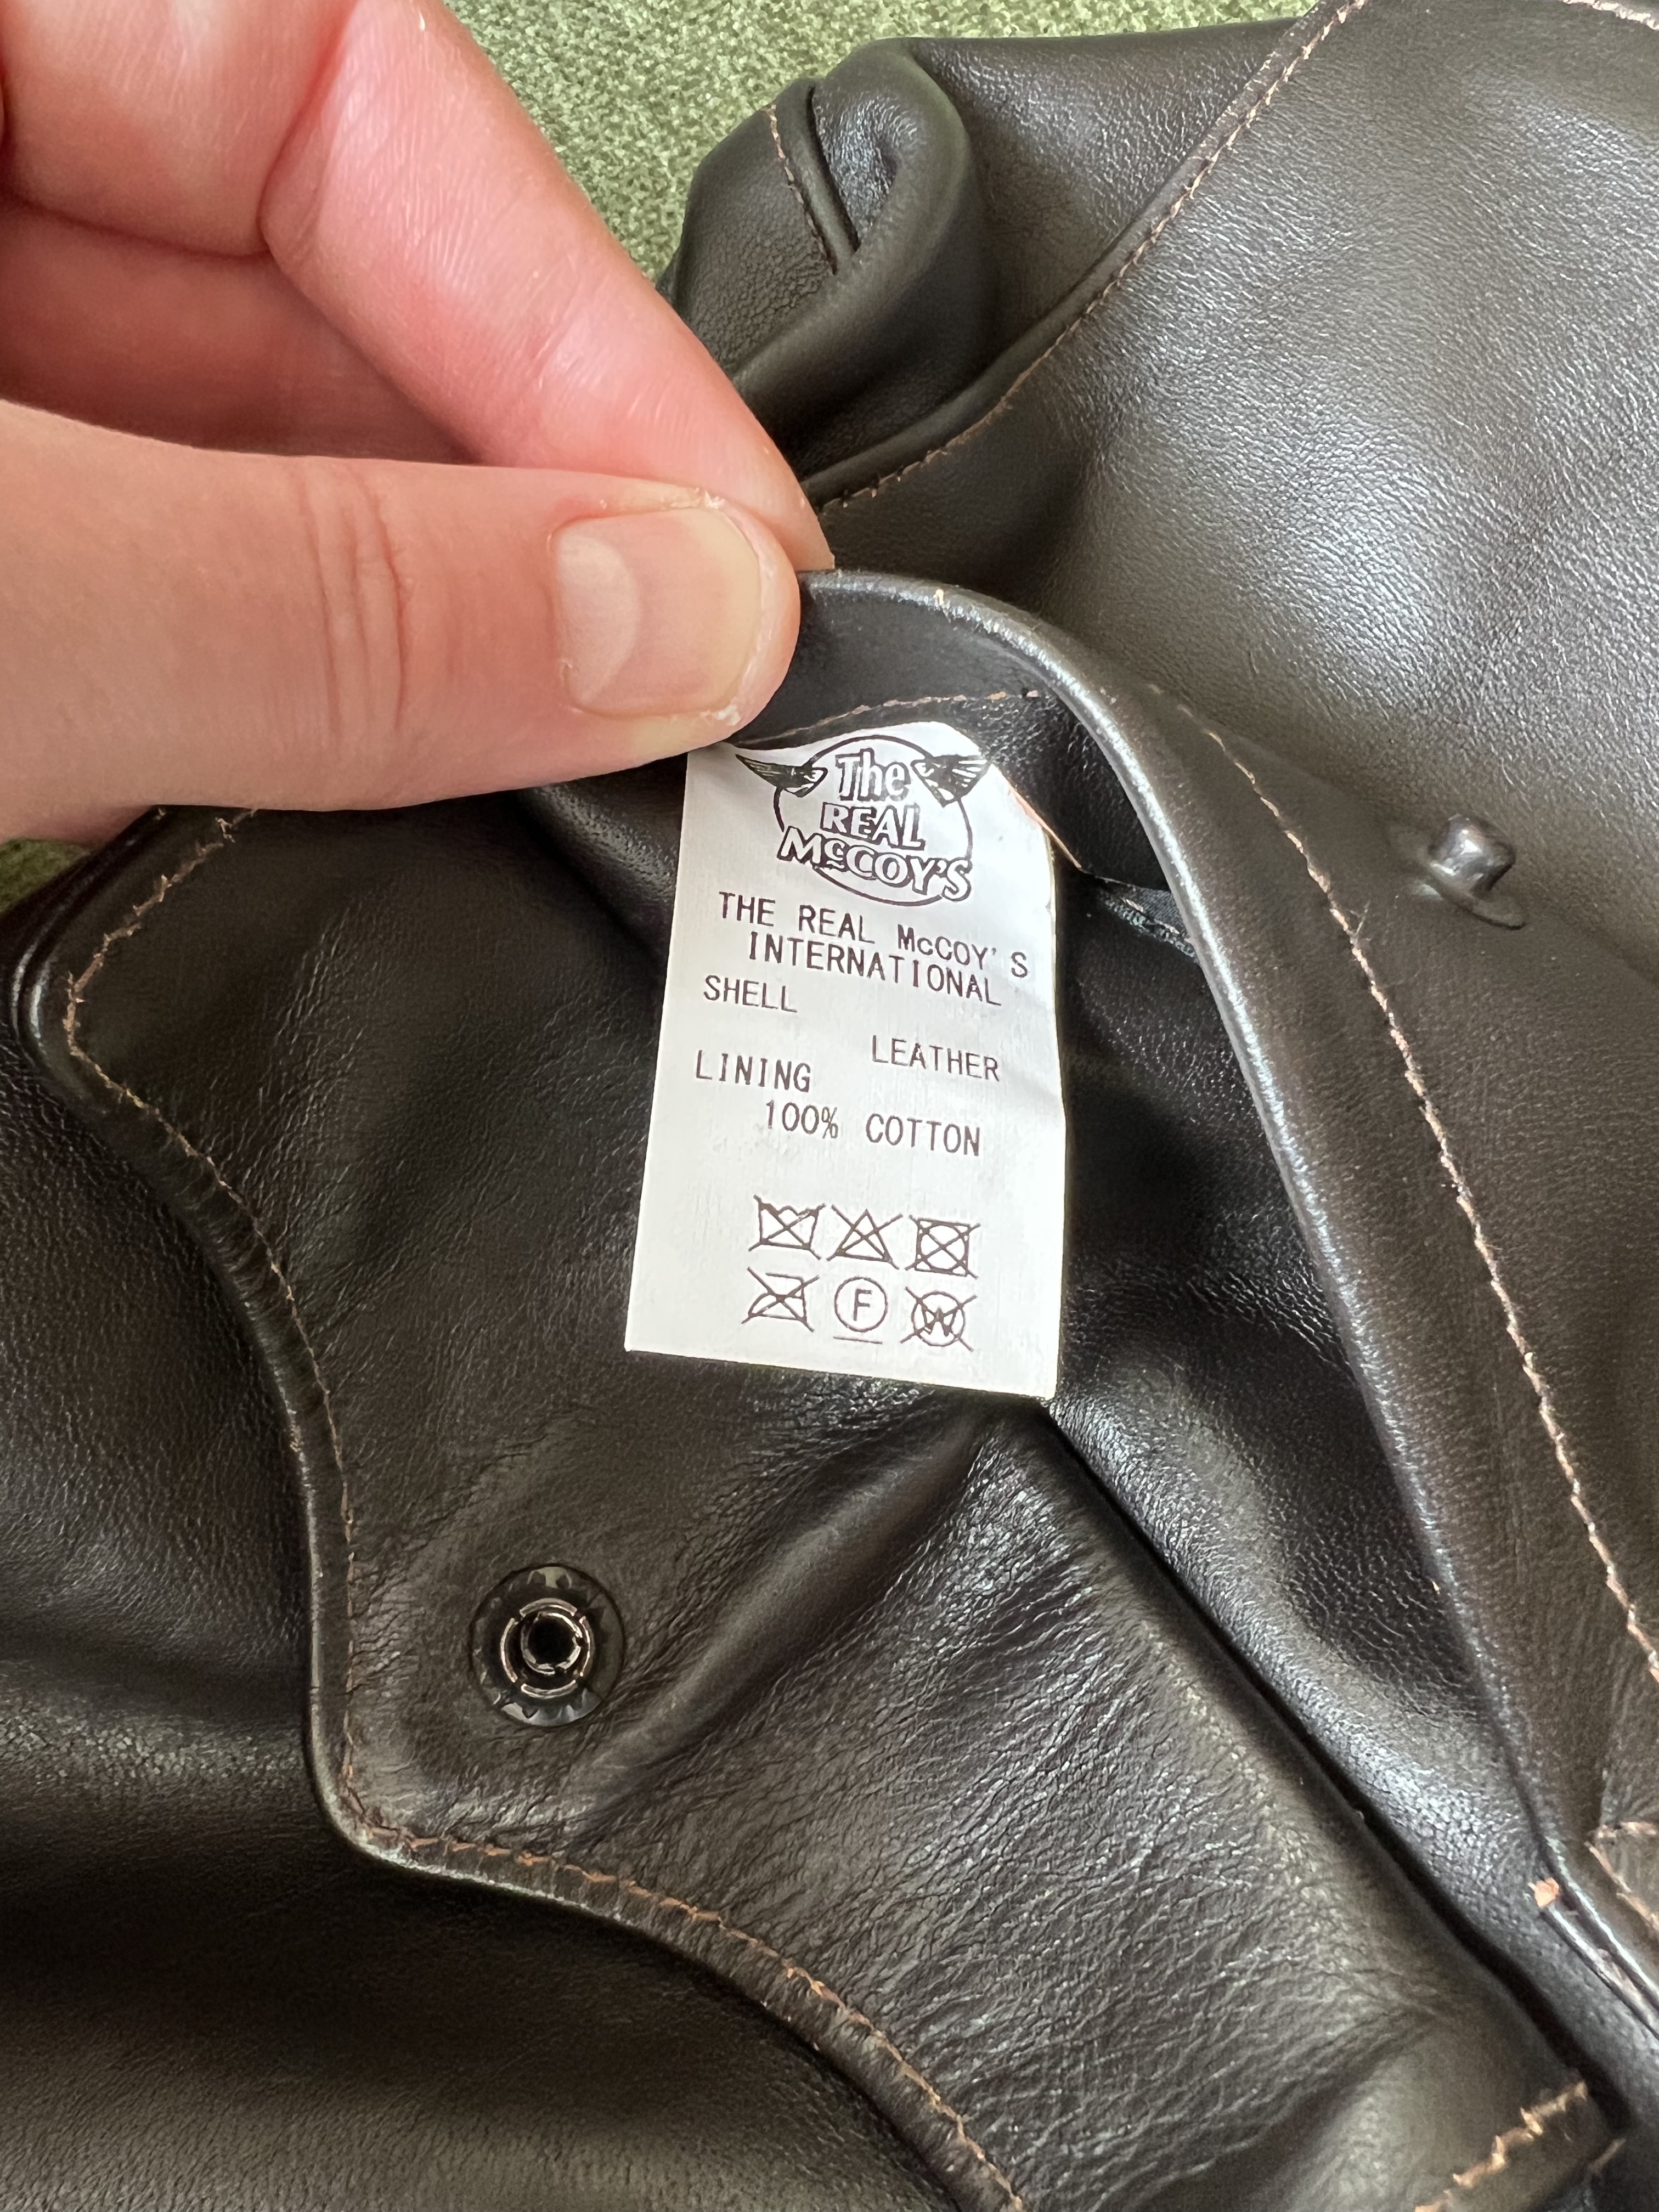 The
REAL
McCOY'S
THE REAL McCOY'S
INTERNATIONAL
SHELL
LEATHER
LINING
100% COTTON
F
W